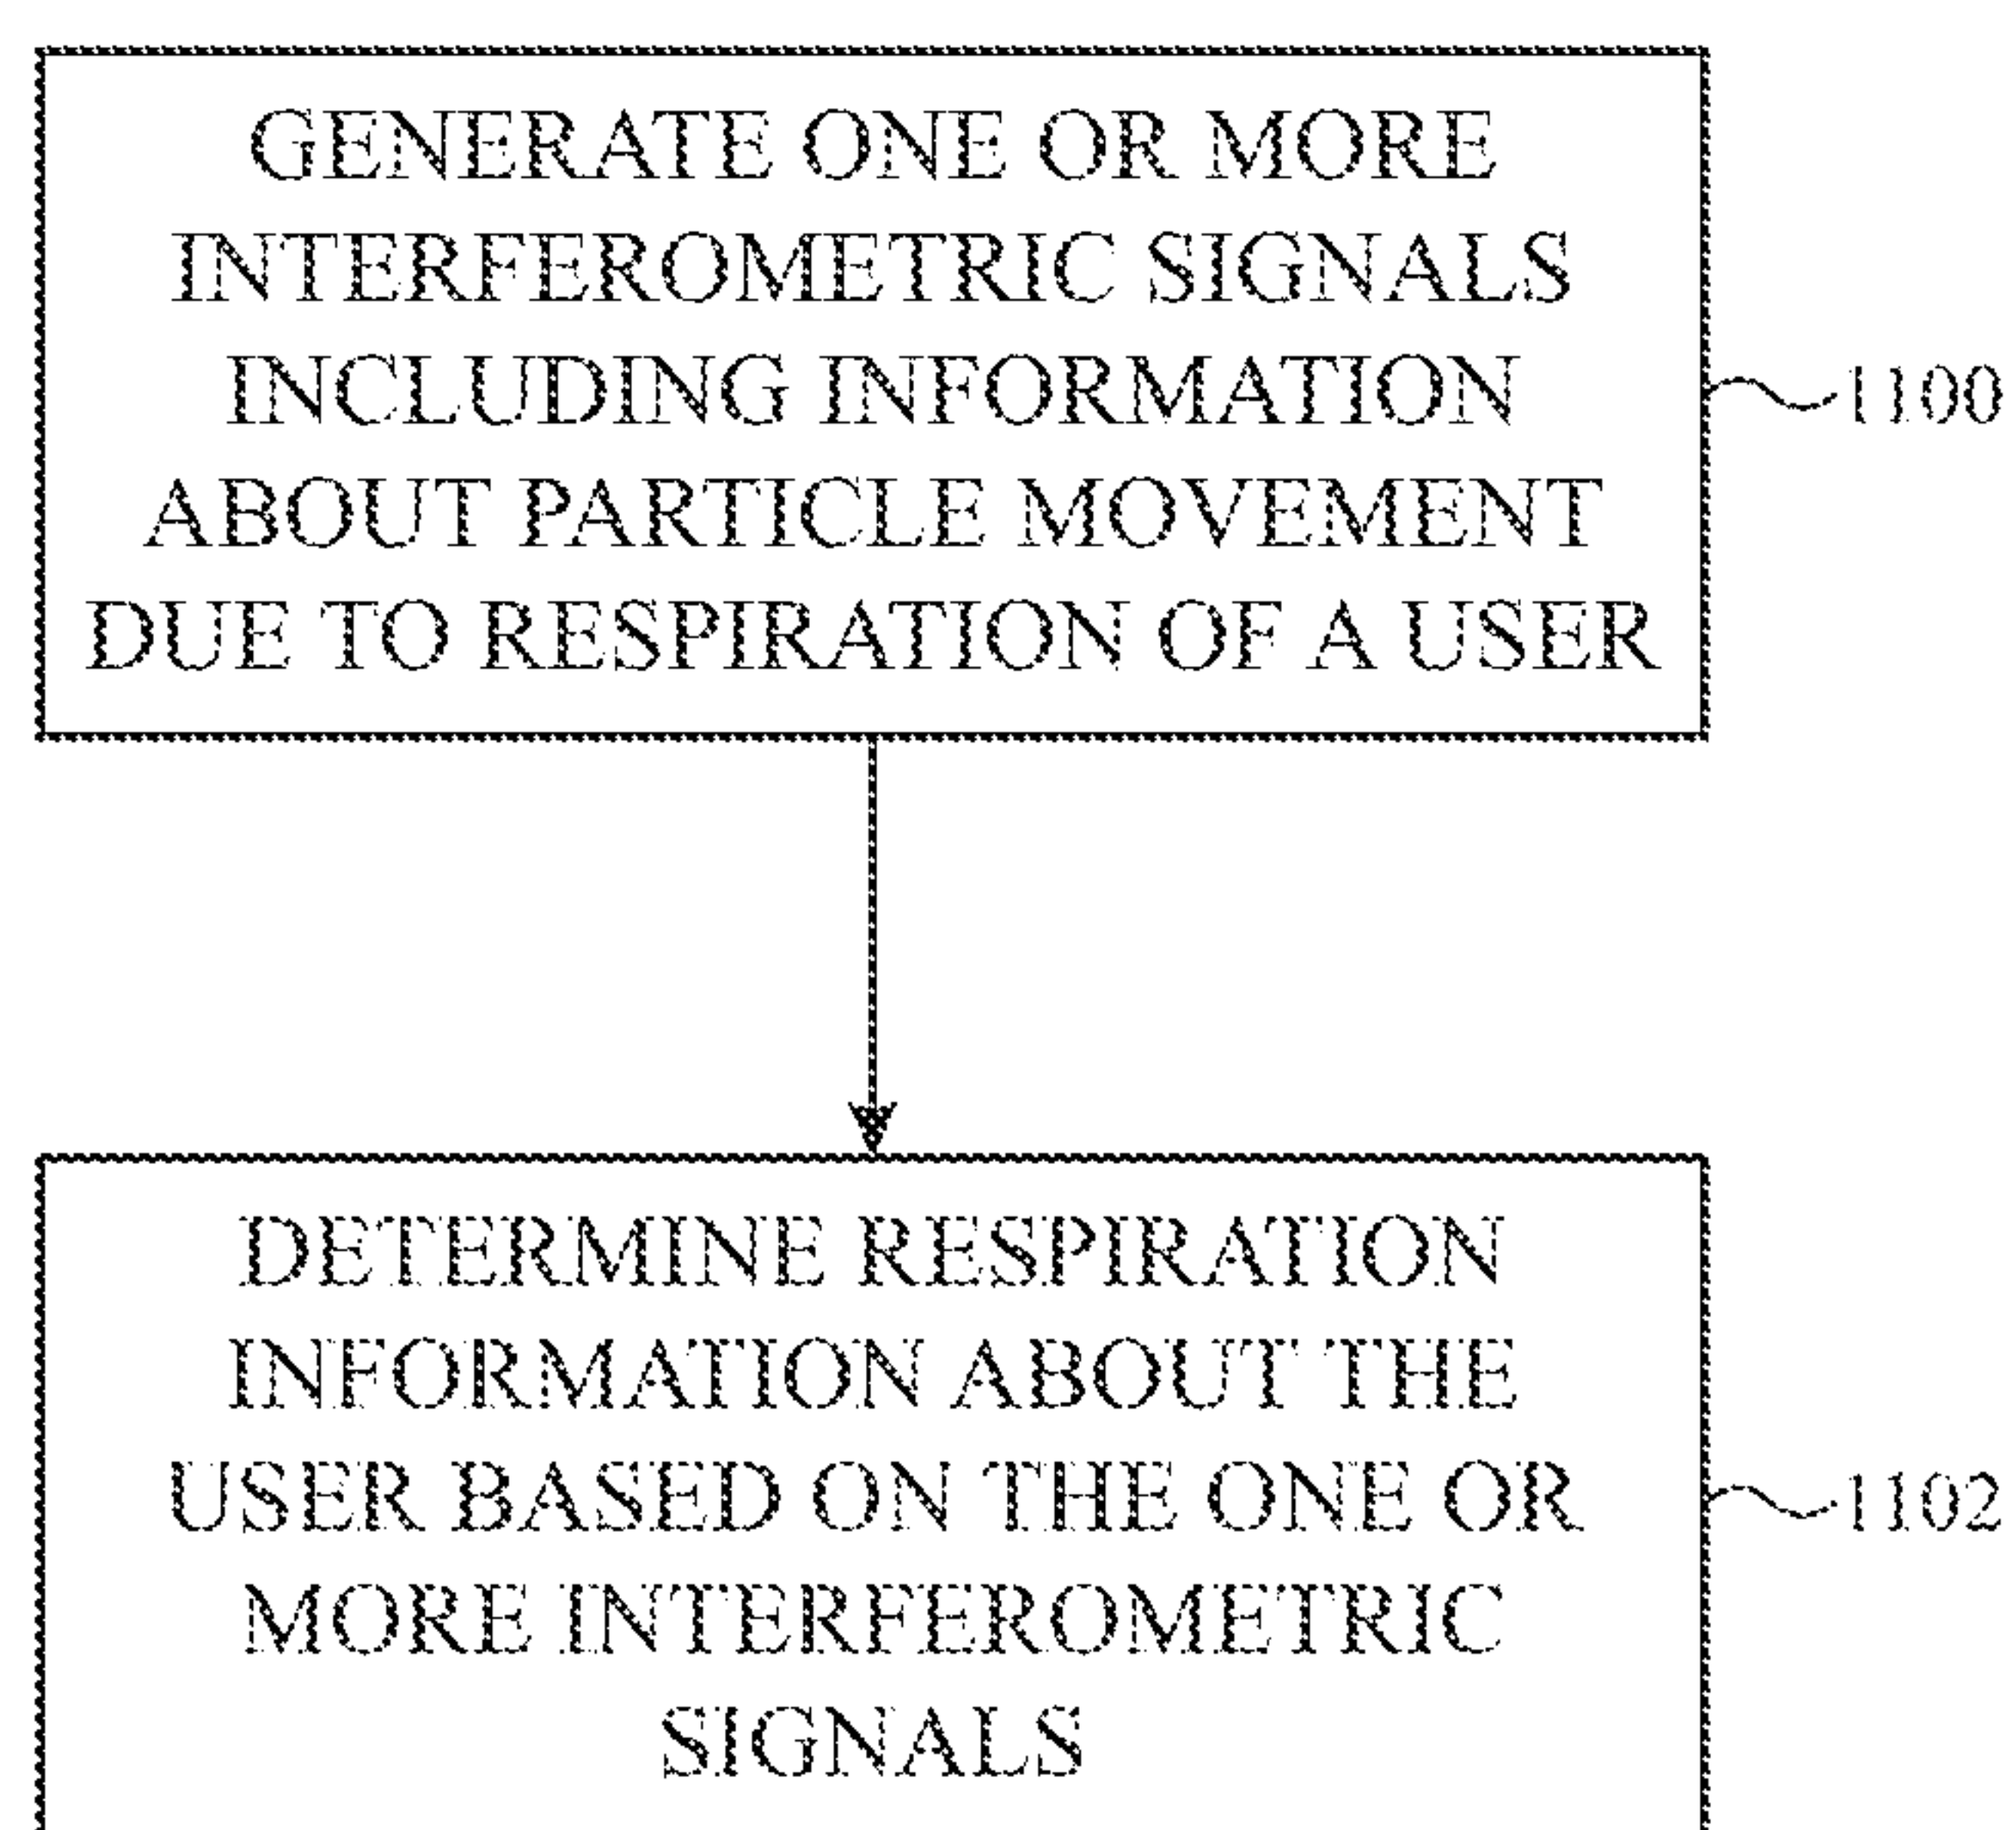 GENERATE ONE OR MORE
INTERFEROMETRIC SIGNALS
INCLUDING INFORMATION
ABOUT PARTICLE MOVEMENT
DUE TO RESPIRATION OF A USER
1100
DETERMINE RESPIRATION
INFORMATION ABOUT THE
USER BASED ON THE ONE OR
MORE INTERFEROMETRIC
SIGNALS
1102